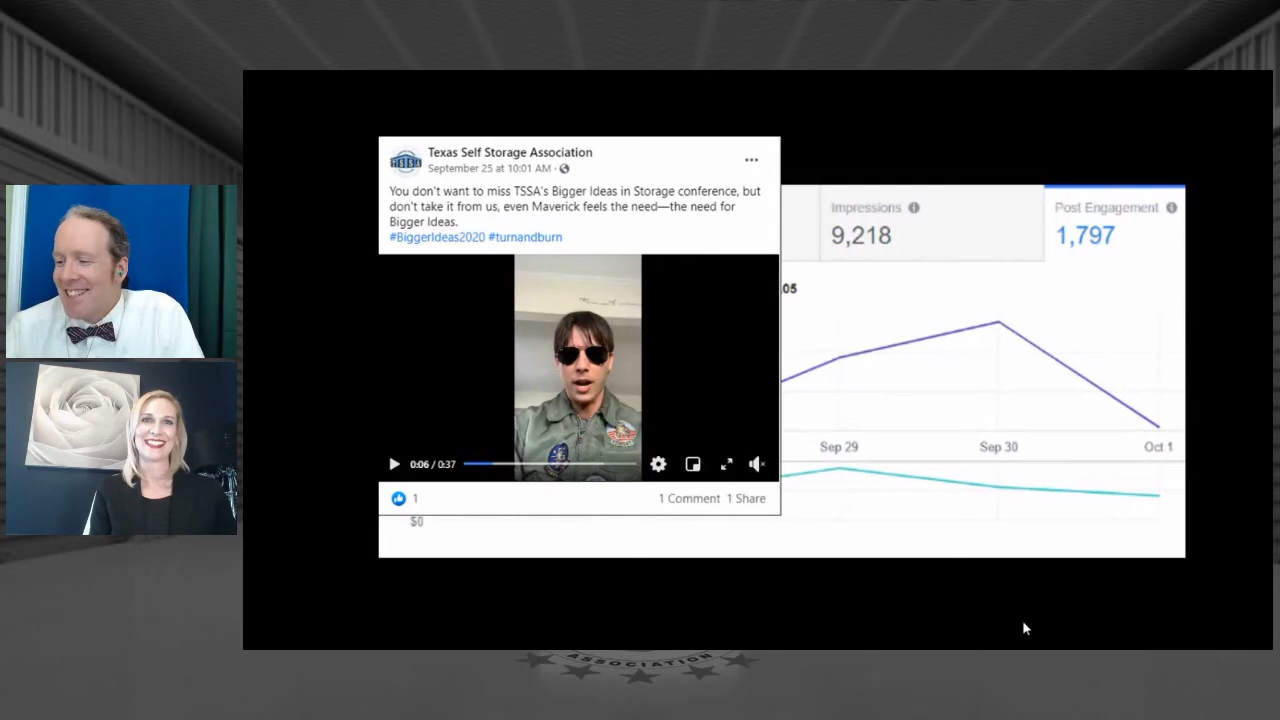 Texas Self Storage Association
September 25 at 10:01 AM ·
You don't want to miss TSSA's Bigger Ideas in Storage conference, but
don't take it from us, even Maverick feels the need—the need for
Bigger Ideas.
#BiggerIdeas2020 #turnandburn
0:06 / 0:37
1
1 Comment 1 Share
Impressions
9,218
Post Engagement
1,797
05
Sep 29
Sep 30
Oct 1
$0
TSSA
ASSOCIATION